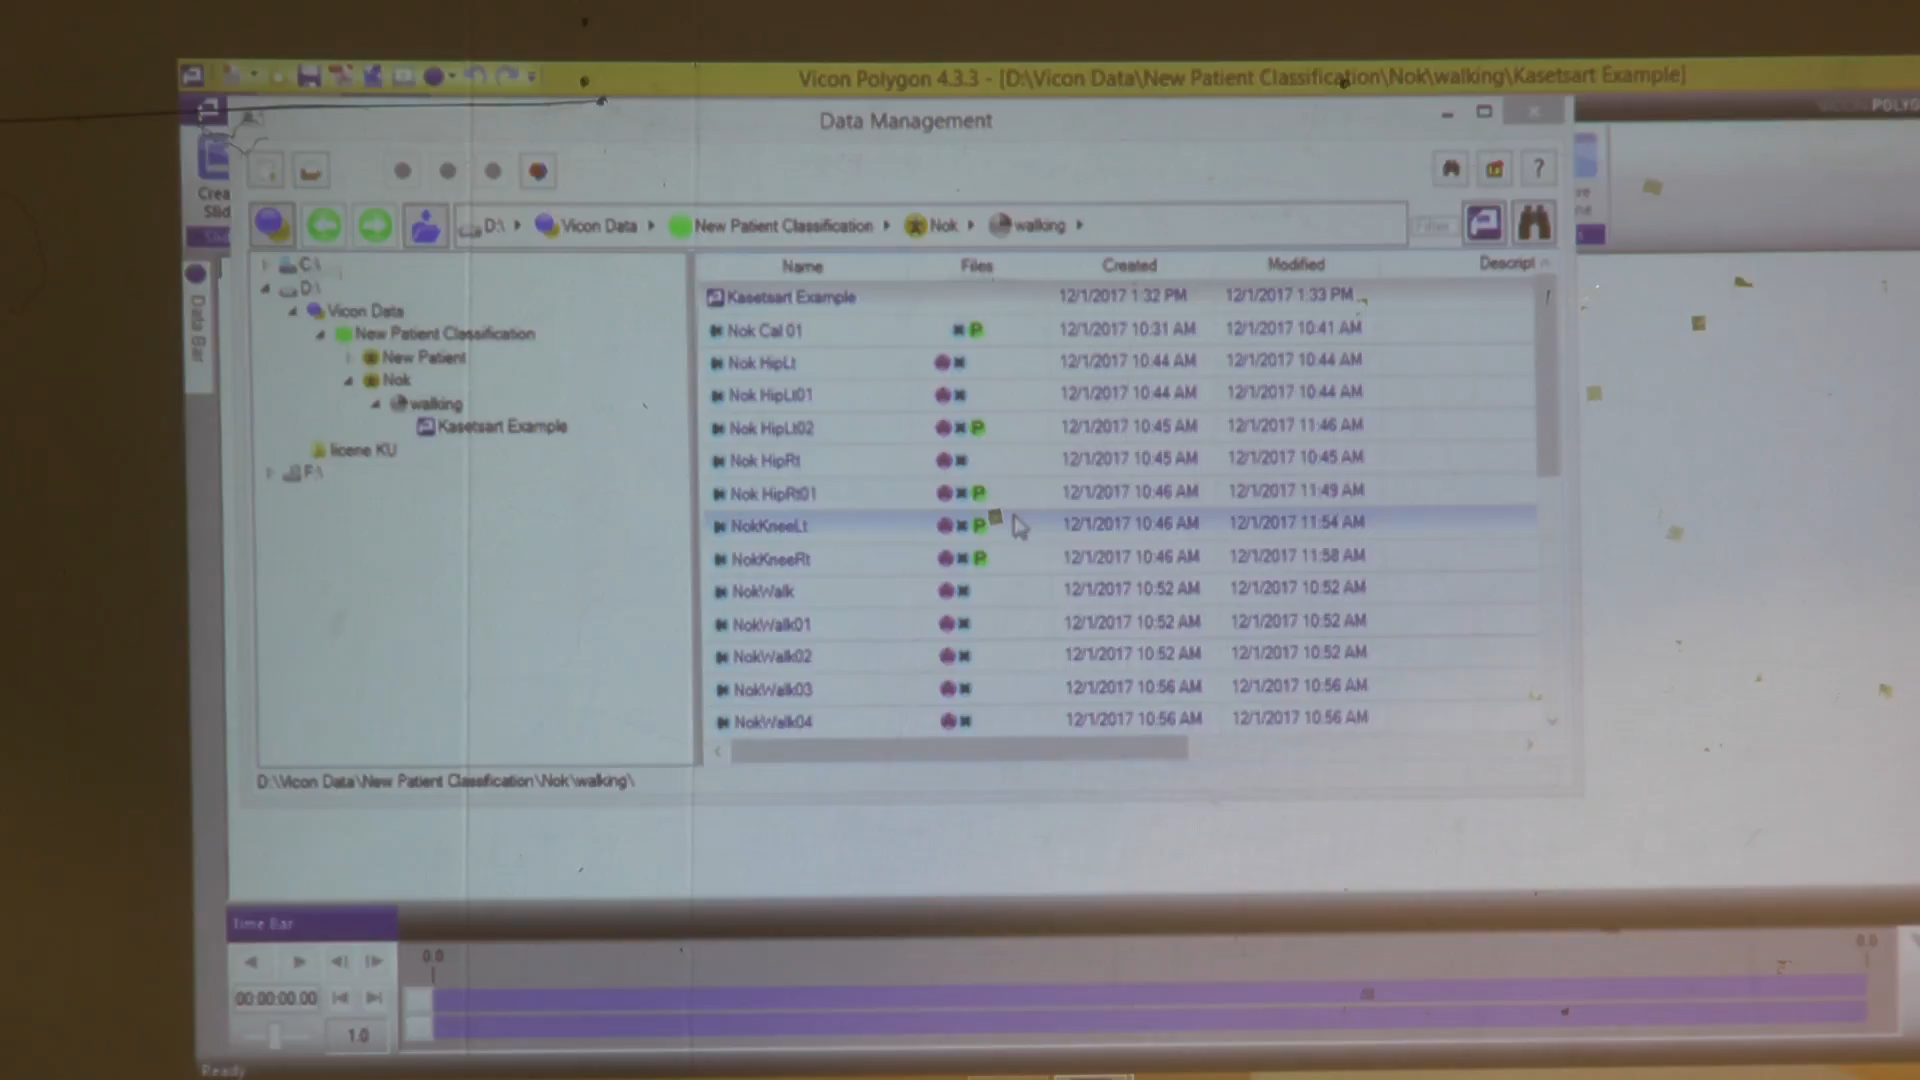 Vicon Polygon 4.3.3 - [D:\Vicon Data\New Patient Classification\Nok\walking\Kasetsart Example]
Data Management
?
D:\ Vicon Data New Patient Classification Nok walking
C:\
D:\
Vicon Data
New Patient Classification
New Patient
Nok
walking
Kasetsart Example
licene KU
F:\
Data Bar
Name Files Created Modified Descript
Kasetsart Example 12/1/2017 1:32 PM 12/1/2017 1:33 PM
Nok Cal 01 P 12/1/2017 10:31 AM 12/1/2017 10:41 AM
Nok HipLt 12/1/2017 10:44 AM 12/1/2017 10:44 AM
Nok HipLt01 12/1/2017 10:44 AM 12/1/2017 10:44 AM
Nok HipLt02 P 12/1/2017 10:45 AM 12/1/2017 11:46 AM
Nok HipRt 12/1/2017 10:45 AM 12/1/2017 10:45 AM
Nok HipRt01 P 12/1/2017 10:46 AM 12/1/2017 11:49 AM
NokKneeLt P 12/1/2017 10:46 AM 12/1/2017 11:54 AM
NokKneeRt P 12/1/2017 10:46 AM 12/1/2017 11:58 AM
NokWalk 12/1/2017 10:52 AM 12/1/2017 10:52 AM
NokWalk01 12/1/2017 10:52 AM 12/1/2017 10:52 AM
NokWalk02 12/1/2017 10:52 AM 12/1/2017 10:52 AM
NokWalk03 12/1/2017 10:56 AM 12/1/2017 10:56 AM
NokWalk04 12/1/2017 10:56 AM 12/1/2017 10:56 AM
D:\Vicon Data\New Patient Classification\Nok\walking\
Time Bar
0.0 0.0
00:00:00.00
1.0
Ready